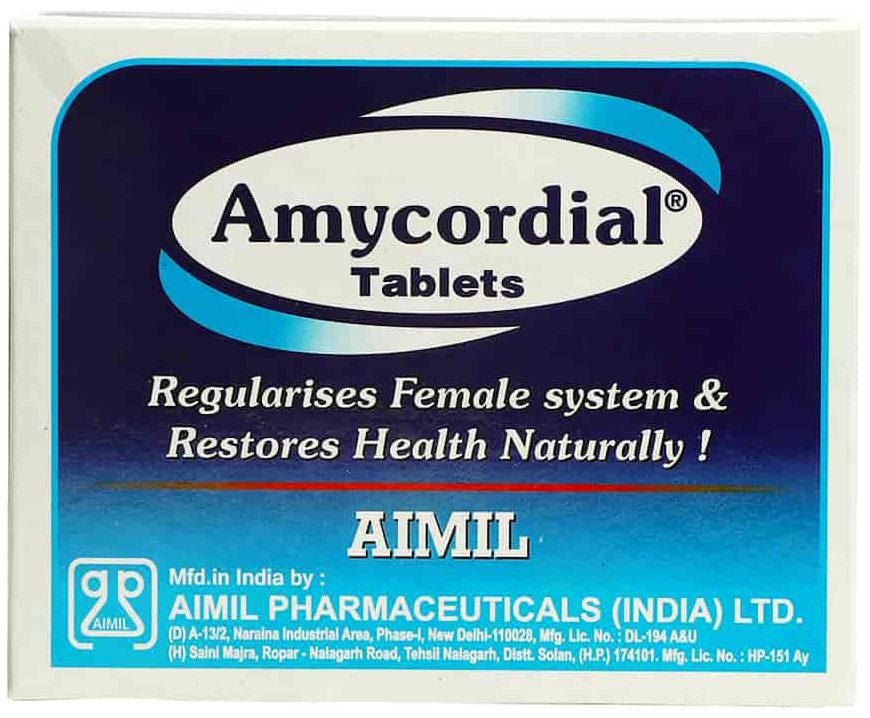 Amycordial®
Tablets
Regularises Female system &
Restores Health Naturally !
AIMIL
AIMIL
Mfd.in India by :
AIMIL PHARMACEUTICALS (INDIA) LTD.
(D) A-13/2, Naraina Industrial Area, Phase-I, New Delhi-110028, Mfg. Lic. No. : DL-194 A&U
(H) Saini Majra, Ropar - Nalagarh Road, Tehsil Nalagarh, Distt. Solan, (H.P.) 174101. Mfg. Lic. No. : HP-151 Ay